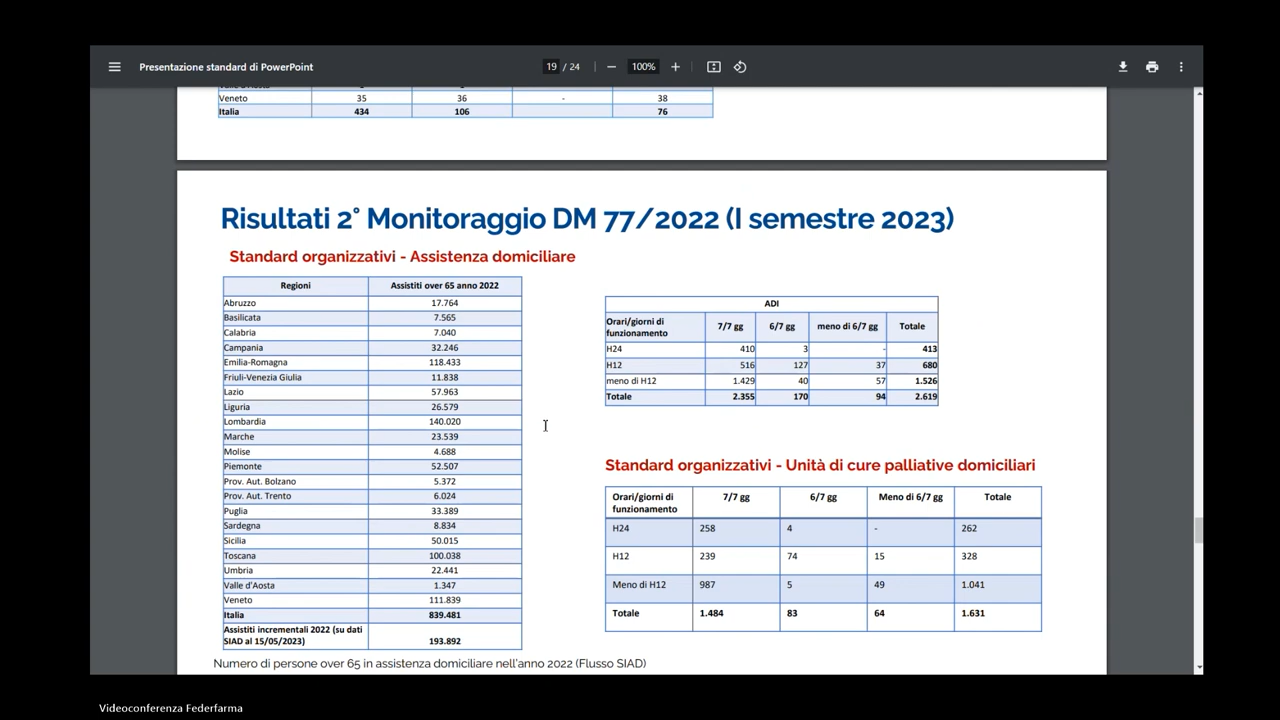 Presentazione standard di PowerPoint
19 / 24
100%
Veneto 35 36 - 38
Italia 434 106 76
Risultati 2° Monitoraggio DM 77/2022 (I semestre 2023)
Standard organizzativi - Assistenza domiciliare
Regioni Assistiti over 65 anno 2022
Abruzzo 17.764
Basilicata 7.565
Calabria 7.040
Campania 32.246
Emilia-Romagna 118.433
Friuli-Venezia Giulia 11.838
Lazio 57.963
Liguria 26.579
Lombardia 140.020
Marche 23.539
Molise 4.688
Piemonte 52.507
Prov. Aut. Bolzano 5.372
Prov. Aut. Trento 6.024
Puglia 33.389
Sardegna 8.834
Sicilia 50.015
Toscana 100.038
Umbria 22.441
Valle d'Aosta 1.347
Veneto 111.839
Italia 839.481
Assistiti incrementali 2022 (su dati
SIAD al 15/05/2023) 193.892
Numero di persone over 65 in assistenza domiciliare nell'anno 2022 (Flusso SIAD)
ADI
Orari/giorni di
funzionamento 7/7 gg 6/7 gg meno di 6/7 gg Totale
H24 410 3 - 413
H12 516 127 37 680
meno di H12 1.429 40 57 1.526
Totale 2.355 170 94 2.619
Standard organizzativi - Unità di cure palliative domiciliari
Orari/giorni di
funzionamento 7/7 gg 6/7 gg Meno di 6/7 gg Totale
H24 258 4 - 262
H12 239 74 15 328
Meno di H12 987 5 49 1.041
Totale 1.484 83 64 1.631
Videoconferenza Federfarma